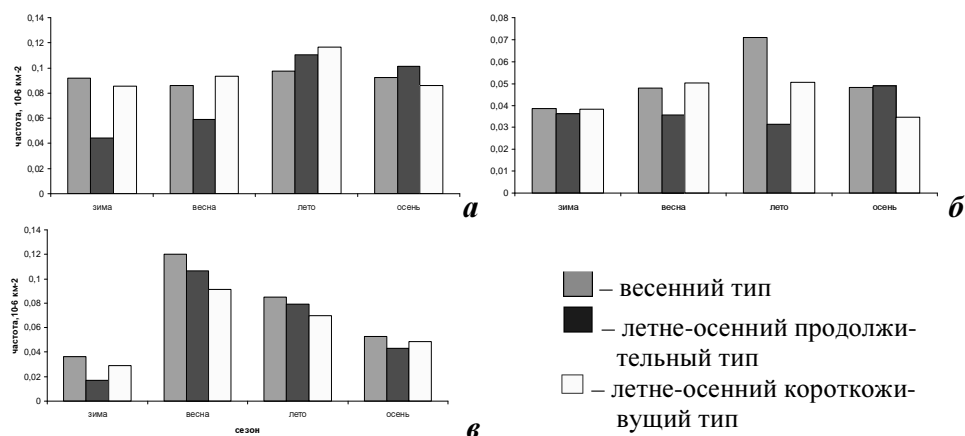 0,14
0,12
0,1
0,08
0,06
0,04
0,02
0
частота, 10-6 км-2
зима весна лето осень
а
0,08
0,07
0,06
0,05
0,04
0,03
0,02
0,01
0,00
зима весна лето осень
б
0,14
0,12
0,1
0,08
0,06
0,04
0,02
0
частота,10-6 км-2
зима весна лето осень
сезон
в
– весенний тип
– летне-осенний продолжи-
тельный тип
– летне-осенний короткожи-
вущий тип